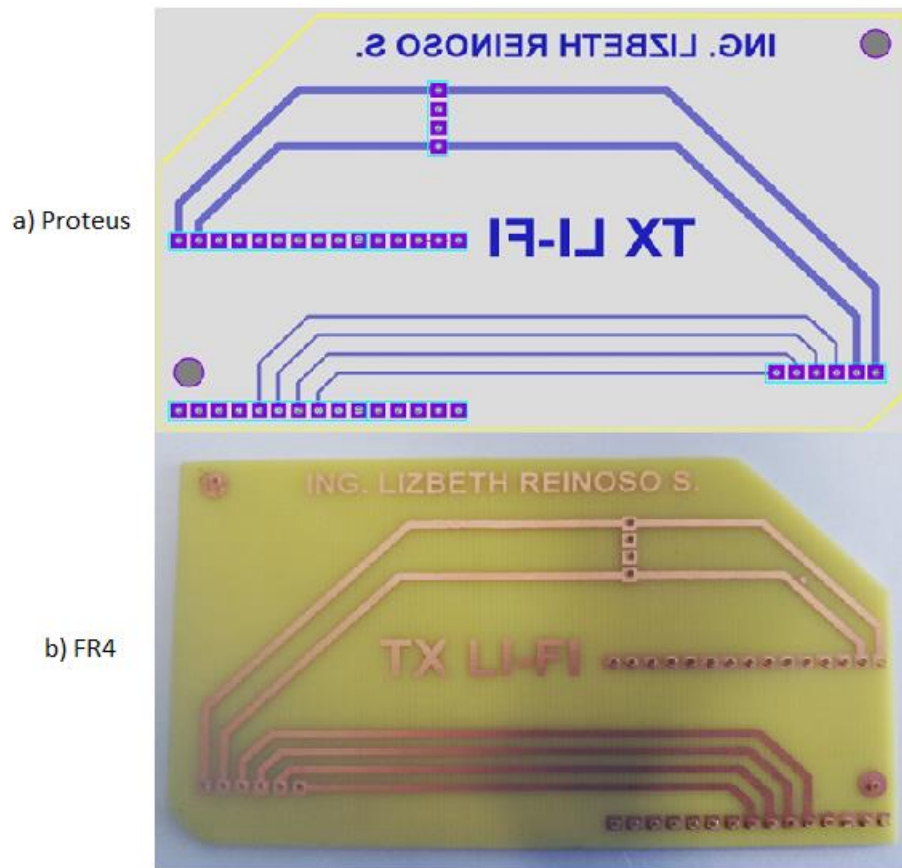 ING. LIZBETH REINOSO S.
a) Proteus
TX LI-FI
ING. LIZBETH REINOSO S.
b) FR4
TX LI-FI